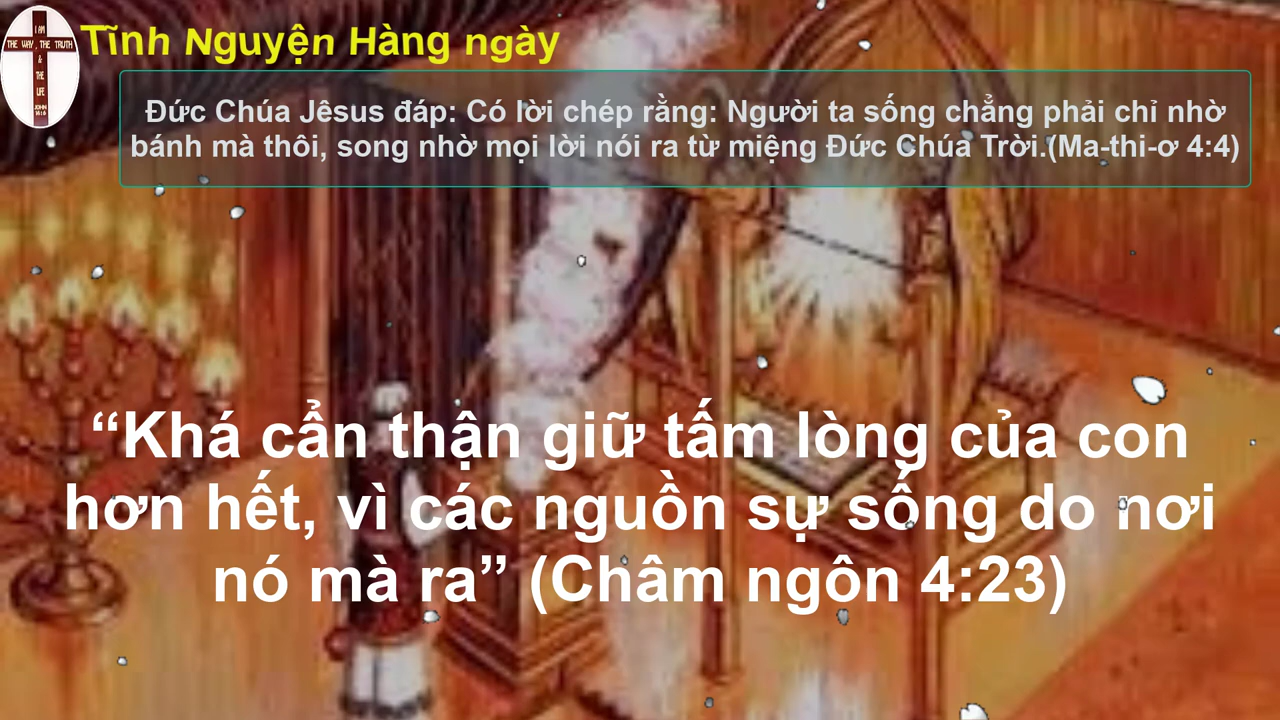 I AM
THE WAY, THE TRUTH
&
THE
LIFE
JOHN
Tĩnh Nguyện Hàng ngày
Đức Chúa Jêsus đáp: Có lời chép rằng: Người ta sống chẳng phải chỉ nhờ
bánh mà thôi, song nhờ mọi lời nói ra từ miệng Đức Chúa Trời.(Ma-thi-ơ 4:4)
“Khá cẩn thận giữ tấm lòng của con
hơn hết, vì các nguồn sự sống do nơi
nó mà ra” (Châm ngôn 4:23)